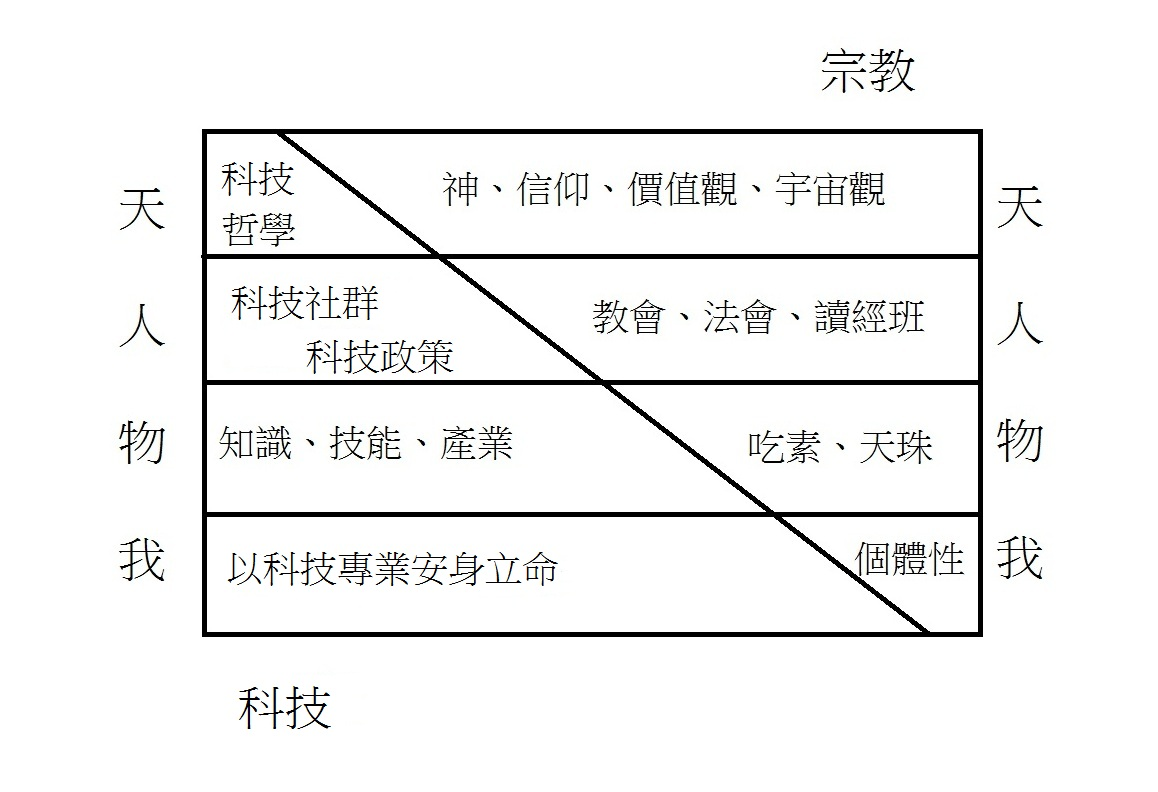 宗教
天
科技
哲學
神、信仰、價值觀、宇宙觀
天
人
科技社群
科技政策
教會、法會、讀經班
人
物
知識、技能、產業
吃素、天珠
物
我
以科技專業安身立命
個體性
我
科技